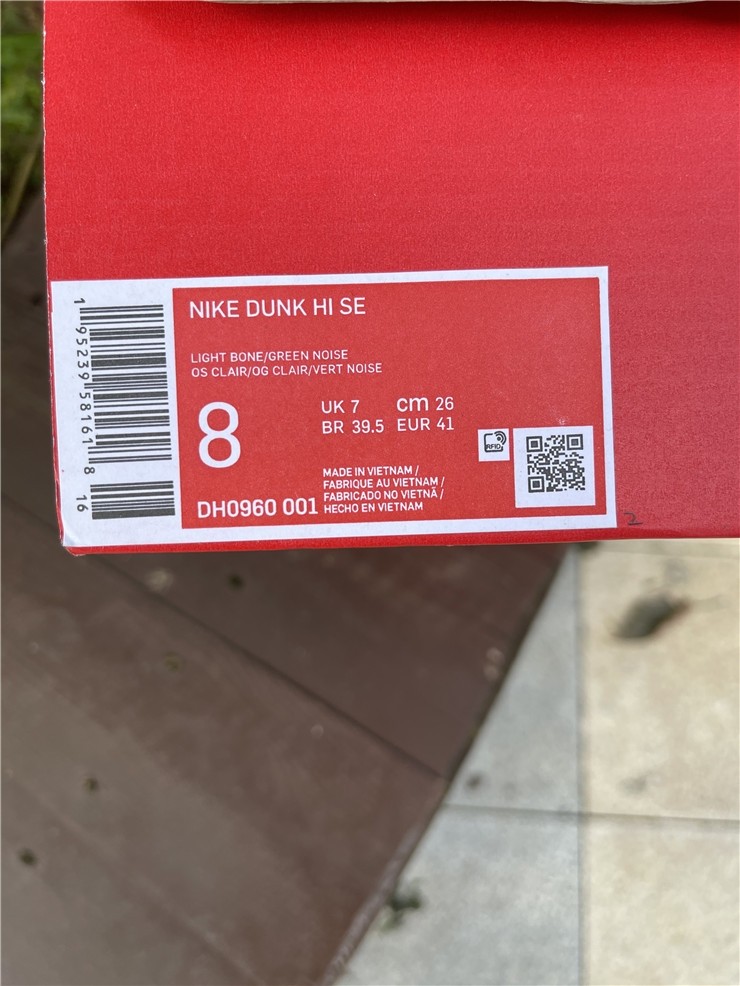 NIKE DUNK HI SE
LIGHT BONE/GREEN NOISE
OS CLAIR/OG CLAIR/VERT NOISE
8
UK 7 cm 26
BR 39.5 EUR 41
MADE IN VIETNAM /
FABRIQUE AU VIETNAM /
FABRICADO NO VIETNÃ /
HECHO EN VIETNAM
DH0960 001
RFID
1 95239 58161 8
16
2